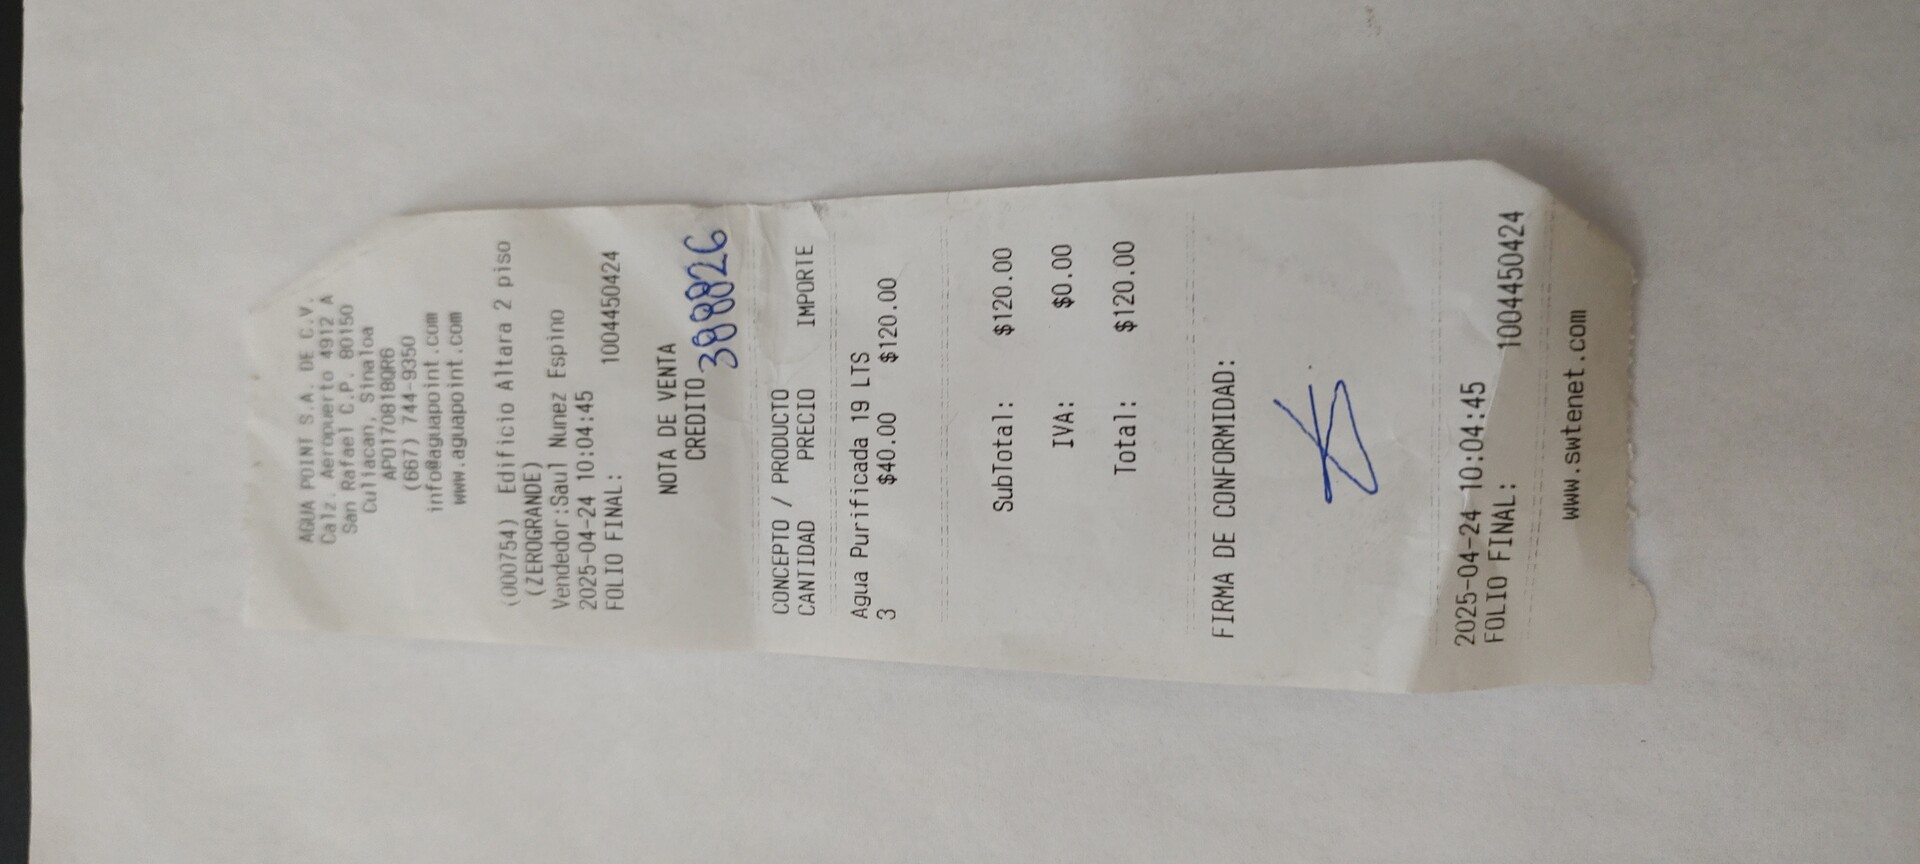 AGUA POINT S.A. DE C.V.
Calz. Aeropuerto 4912 A
San Rafael C.P. 80150
Culiacan, Sinaloa
APO170818QR6
(667) 744-9350
info@aguapoint.com
www.aguapoint.com
(000754) Edificio Altara 2 piso
(ZEROGRANDE)
Vendedor:Saul Nunez Espino
2025-04-24 10:04:45
FOLIO FINAL: 1004450424
NOTA DE VENTA
CREDITO
388826
CONCEPTO / PRODUCTO
CANTIDAD PRECIO IMPORTE
Agua Purificada 19 LTS
3 $40.00 $120.00
SubTotal: $120.00
IVA: $0.00
Total: $120.00
FIRMA DE CONFORMIDAD:
2025-04-24 10:04:45
FOLIO FINAL: 1004450424
www.swtenet.com